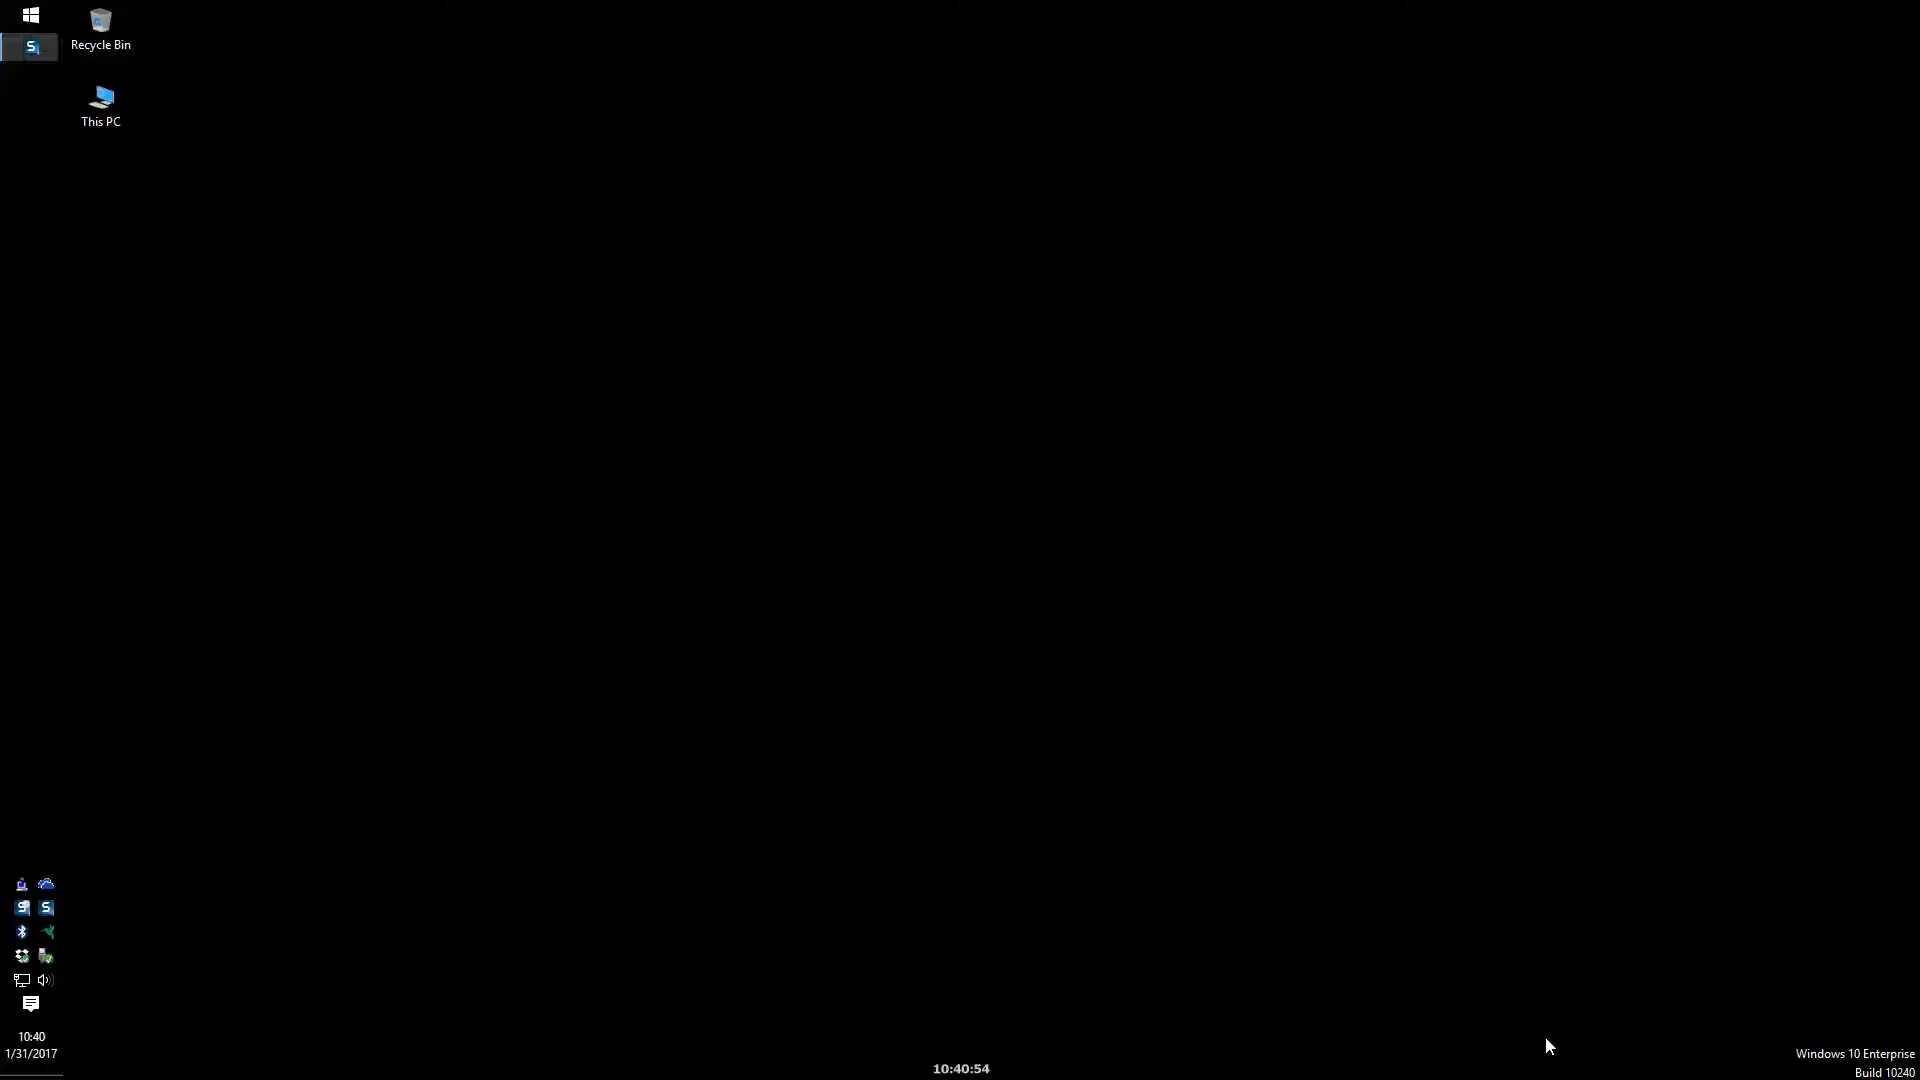 Recycle Bin
This PC
10:40
1/31/2017
10:40:54
Windows 10 Enterprise
Build 10240